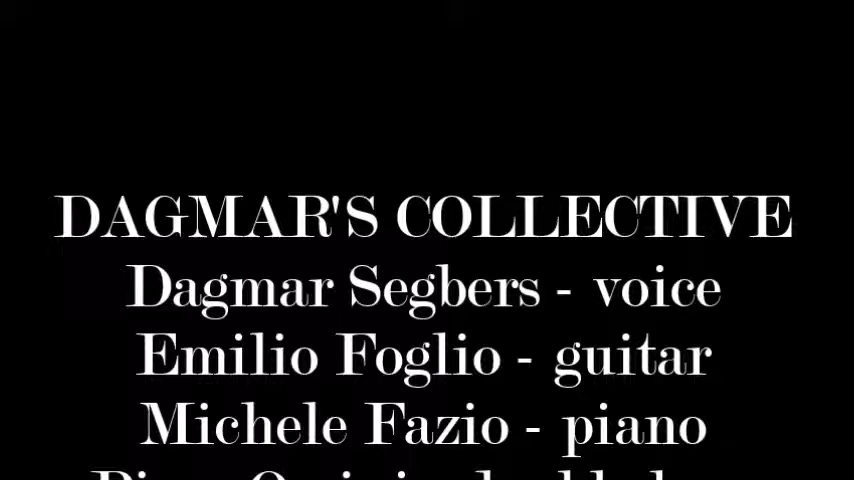 DAGMAR'S COLLECTIVE
Dagmar Segbers - voice
Emilio Foglio - guitar
Michele Fazio - piano